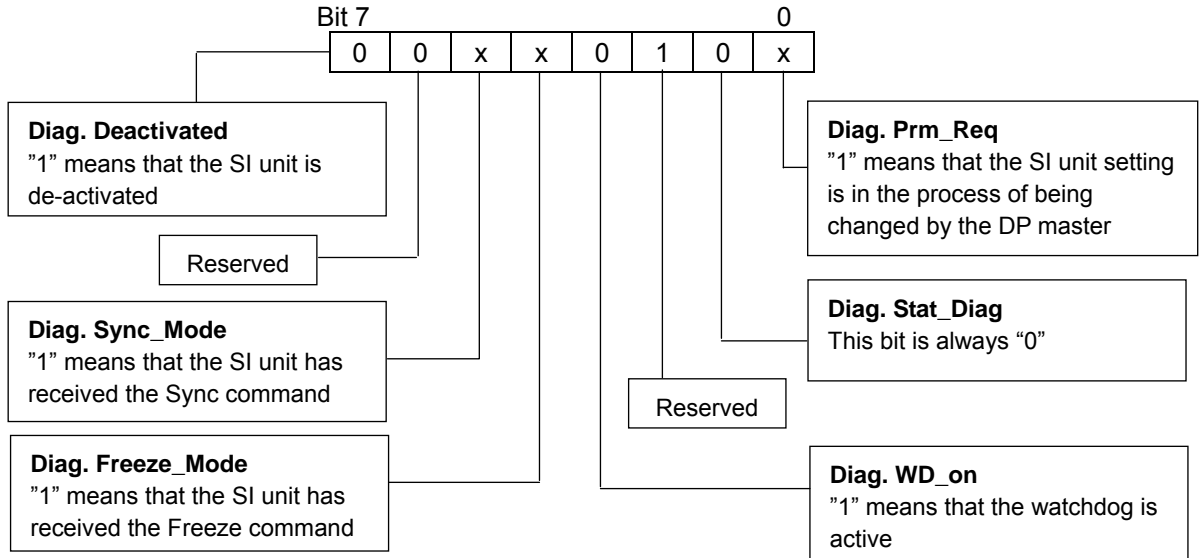 Bit 7 0
0 0 x x 0 1 0 x
Diag. Deactivated
”1” means that the SI unit is
de-activated
Reserved
Diag. Sync_Mode
”1” means that the SI unit has
received the Sync command
Diag. Freeze_Mode
”1” means that the SI unit has
received the Freeze command
Diag. Prm_Req
”1” means that the SI unit setting
is in the process of being
changed by the DP master
Diag. Stat_Diag
This bit is always “0”
Reserved
Diag. WD_on
”1” means that the watchdog is
active